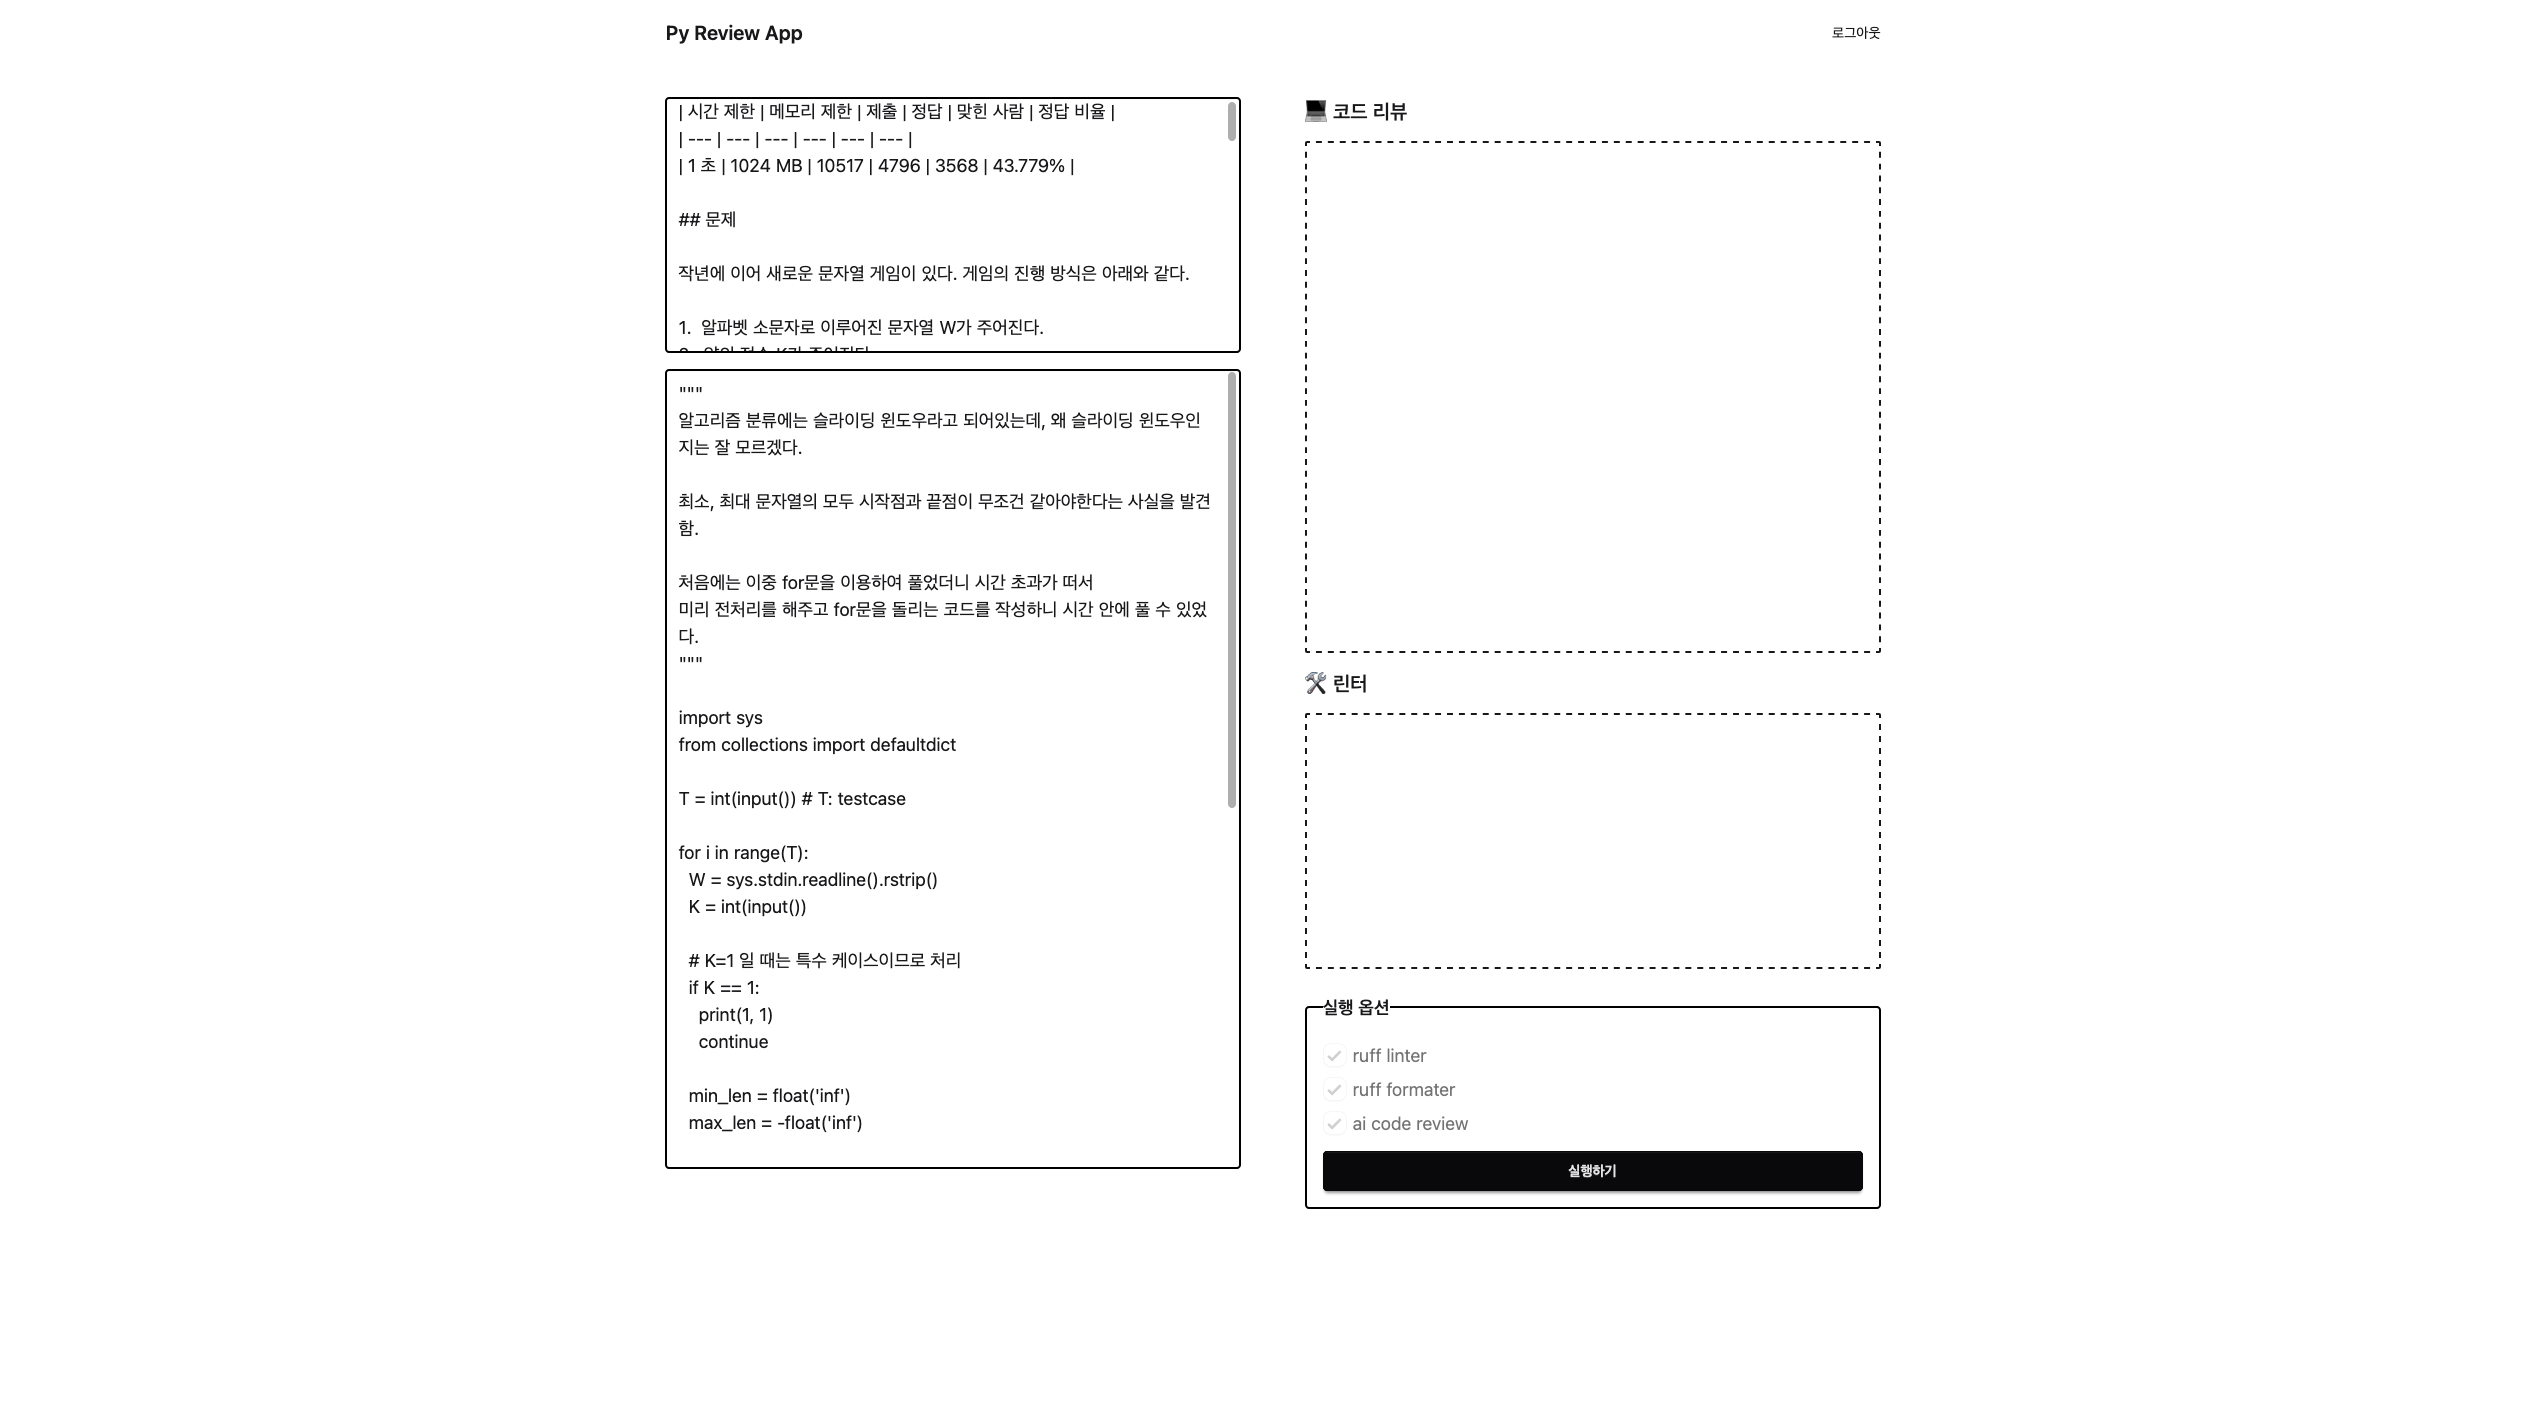 Py Review App
로그아웃
| 시간 제한 | 메모리 제한 | 제출 | 정답 | 맞힌 사람 | 정답 비율 |
| --- | --- | --- | --- | --- | --- |
| 1 초 | 1024 MB | 10517 | 4796 | 3568 | 43.779% |
## 문제
작년에 이어 새로운 문자열 게임이 있다. 게임의 진행 방식은 아래와 같다.
1.  알파벳 소문자로 이루어진 문자열 W가 주어진다.
2.  양의 정수 K가 주어진다.
"""
알고리즘 분류에는 슬라이딩 윈도우라고 되어있는데, 왜 슬라이딩 윈도우인
지는 잘 모르겠다.
최소, 최대 문자열의 모두 시작점과 끝점이 무조건 같아야한다는 사실을 발견
함.
처음에는 이중 for문을 이용하여 풀었더니 시간 초과가 떠서
미리 전처리를 해주고 for문을 돌리는 코드를 작성하니 시간 안에 풀 수 있었
다.
"""
import sys
from collections import defaultdict
T = int(input()) # T: testcase
for i in range(T):
  W = sys.stdin.readline().rstrip()
  K = int(input())
  # K=1 일 때는 특수 케이스이므로 처리
  if K == 1:
    print(1, 1)
    continue
  min_len = float('inf')
  max_len = -float('inf')
💻 코드 리뷰
🛠 린터
실행 옵션
ruff linter
ruff formater
ai code review
실행하기